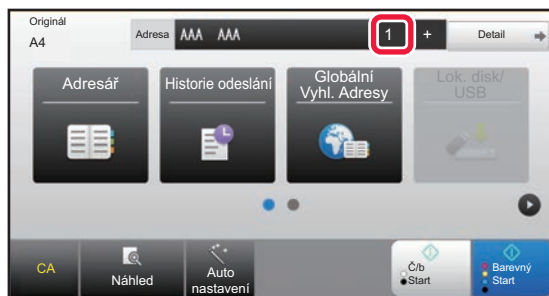 Originál
A4
Adresa AAA AAA 1 + Detail
Adresář
Historie odeslání
Globální
Vyhl. Adresy
Lok. disk/
USB
CA
Náhled
Auto
nastavení
Č/b
Start
Barevný
Start